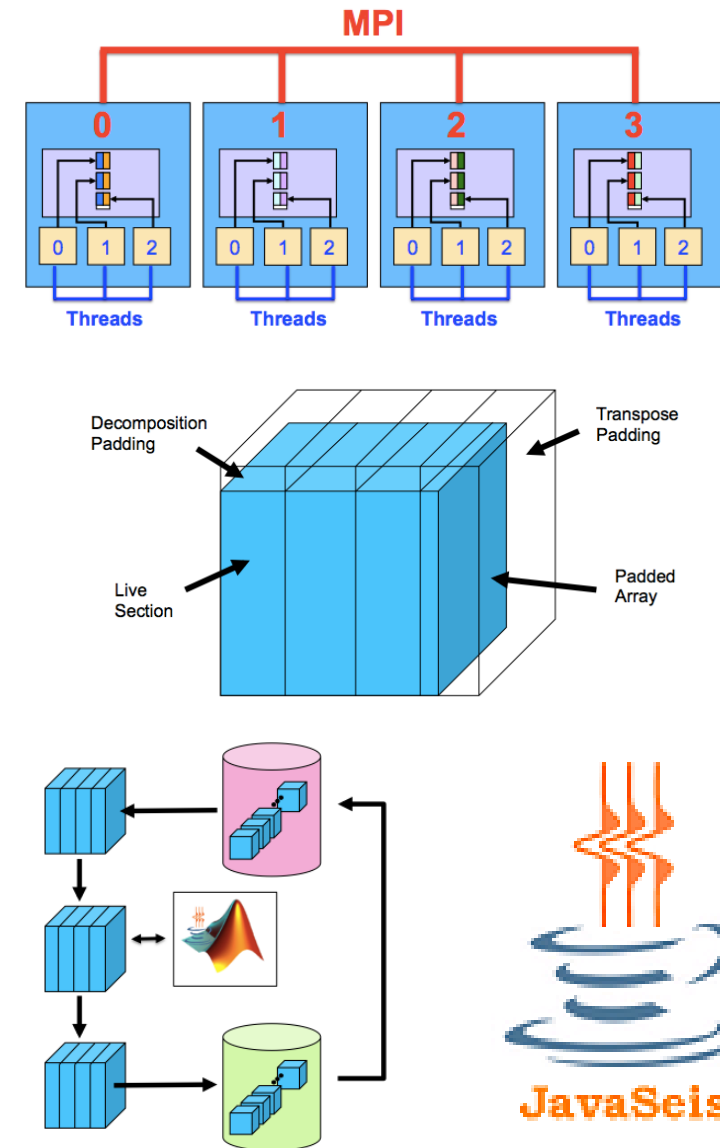 MPI
0
1
2
3
0 1 2
0 1 2
0 1 2
0 1 2
Threads
Threads
Threads
Threads
Decomposition
Padding
Transpose
Padding
Live
Section
Padded
Array
JavaSeis